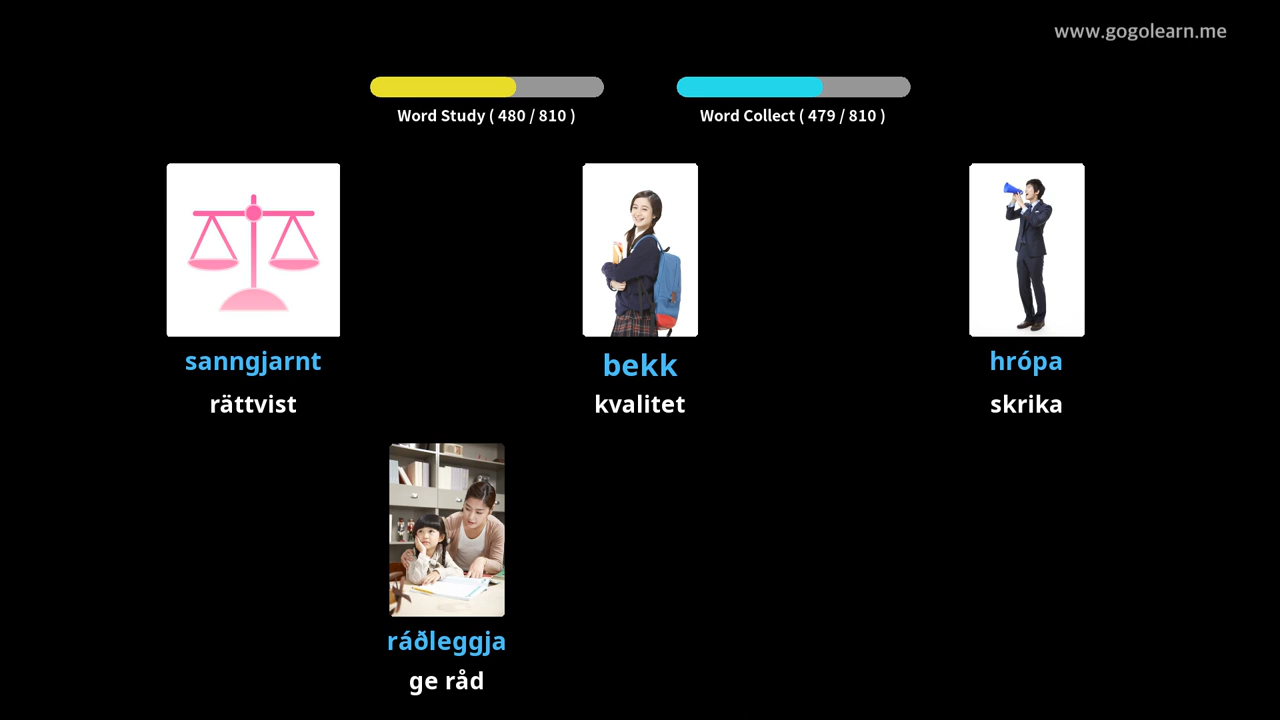 www.gogolearn.me
Word Study ( 480 / 810 )
Word Collect ( 479 / 810 )
sanngjarnt
rättvist
bekk
kvalitet
hrópa
skrika
ráðleggja
ge råd